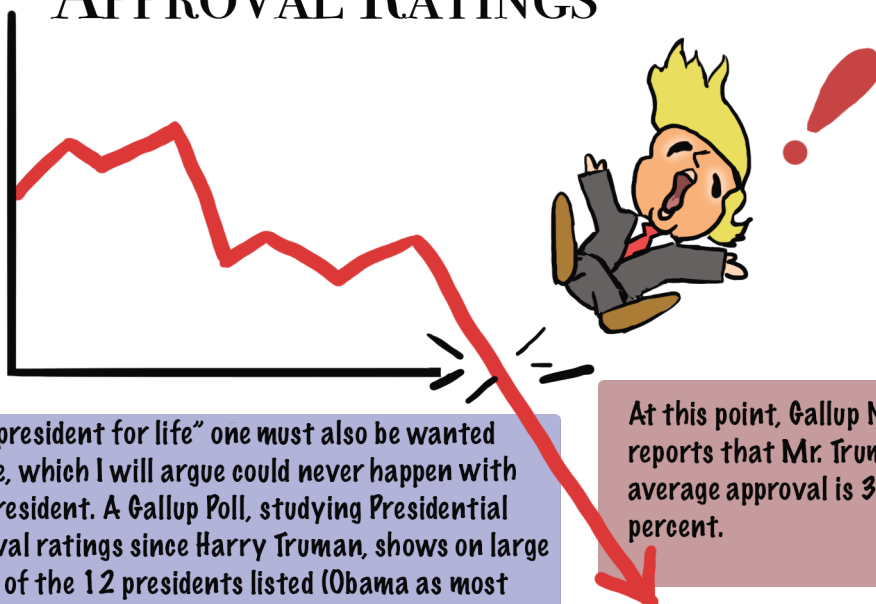 APPROVAL RATINGS
president for life” one must also be wanted
, which I will argue could never happen with
resident. A Gallup Poll, studying Presidential
val ratings since Harry Truman, shows on large
of the 12 presidents listed (Obama as most
At this point, Gallup
reports that Mr. Trum
average approval is 3
percent.